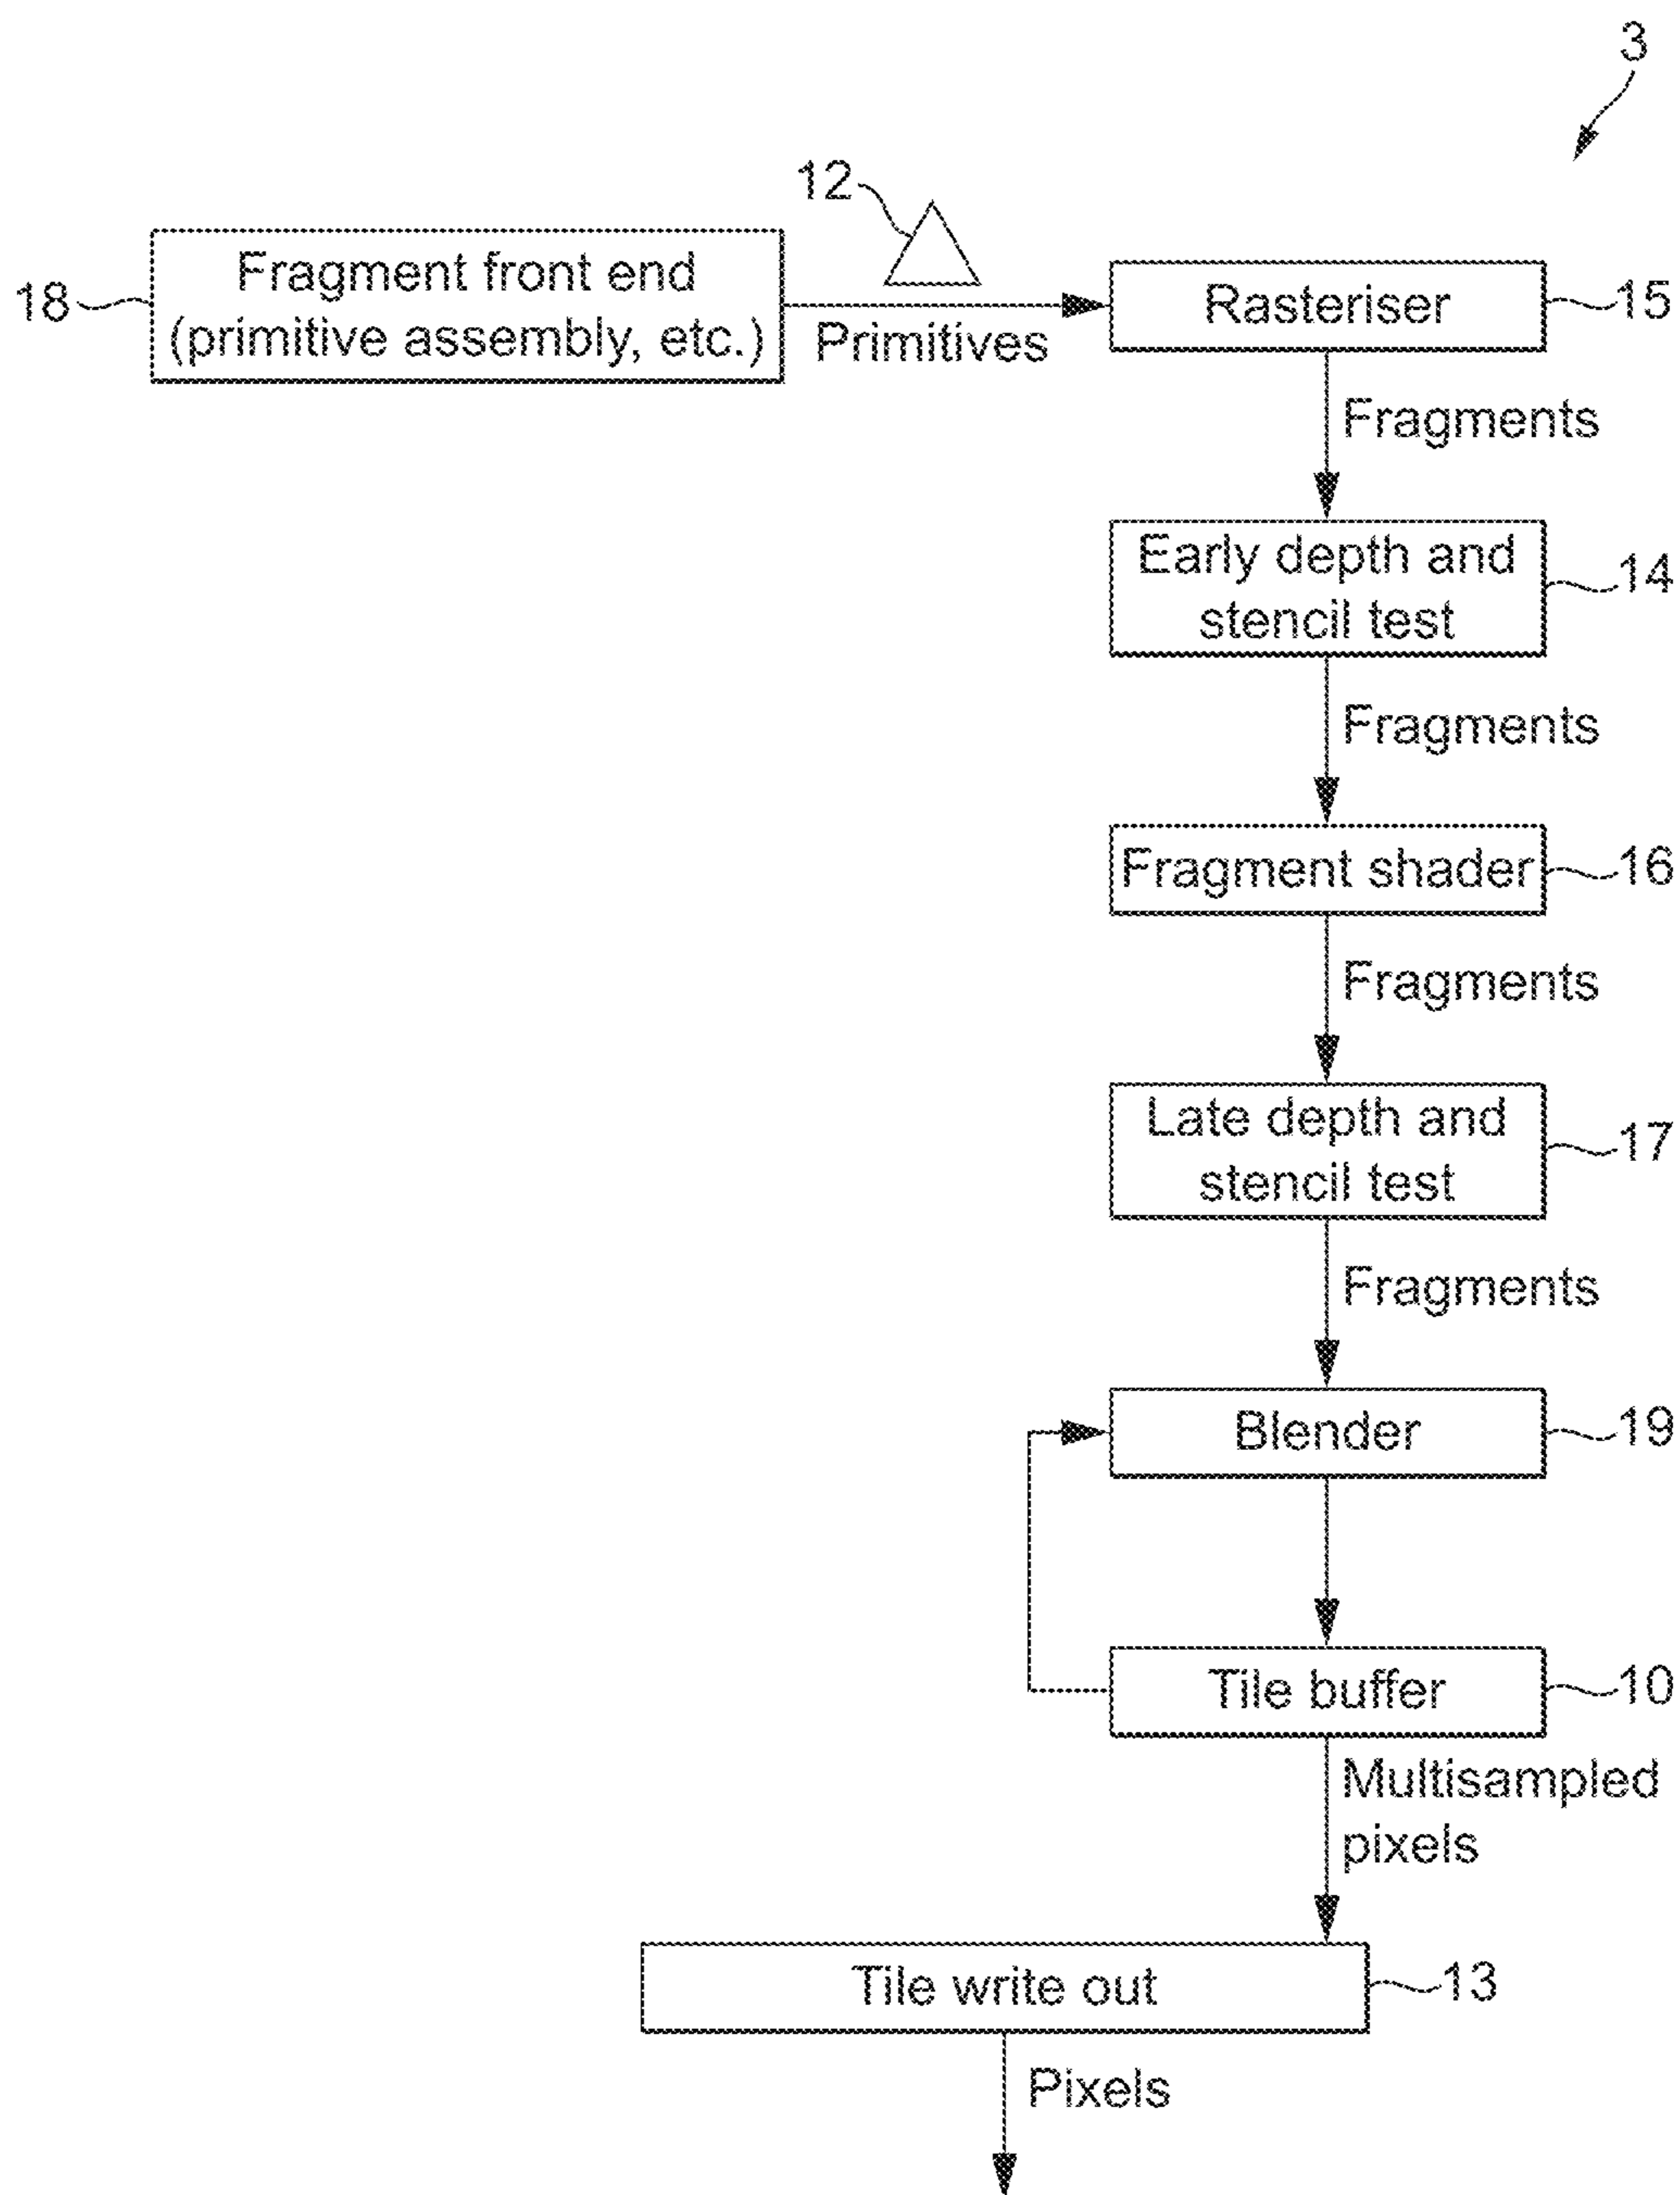 3
12
18
Fragment front end
(primitive assembly, etc.)
Primitives
Rasteriser
15
Fragments
Early depth and
stencil test
14
Fragments
Fragment shader
16
Fragments
Late depth and
stencil test
17
Fragments
Blender
19
Tile buffer
10
Multisampled
pixels
Tile write out
13
Pixels